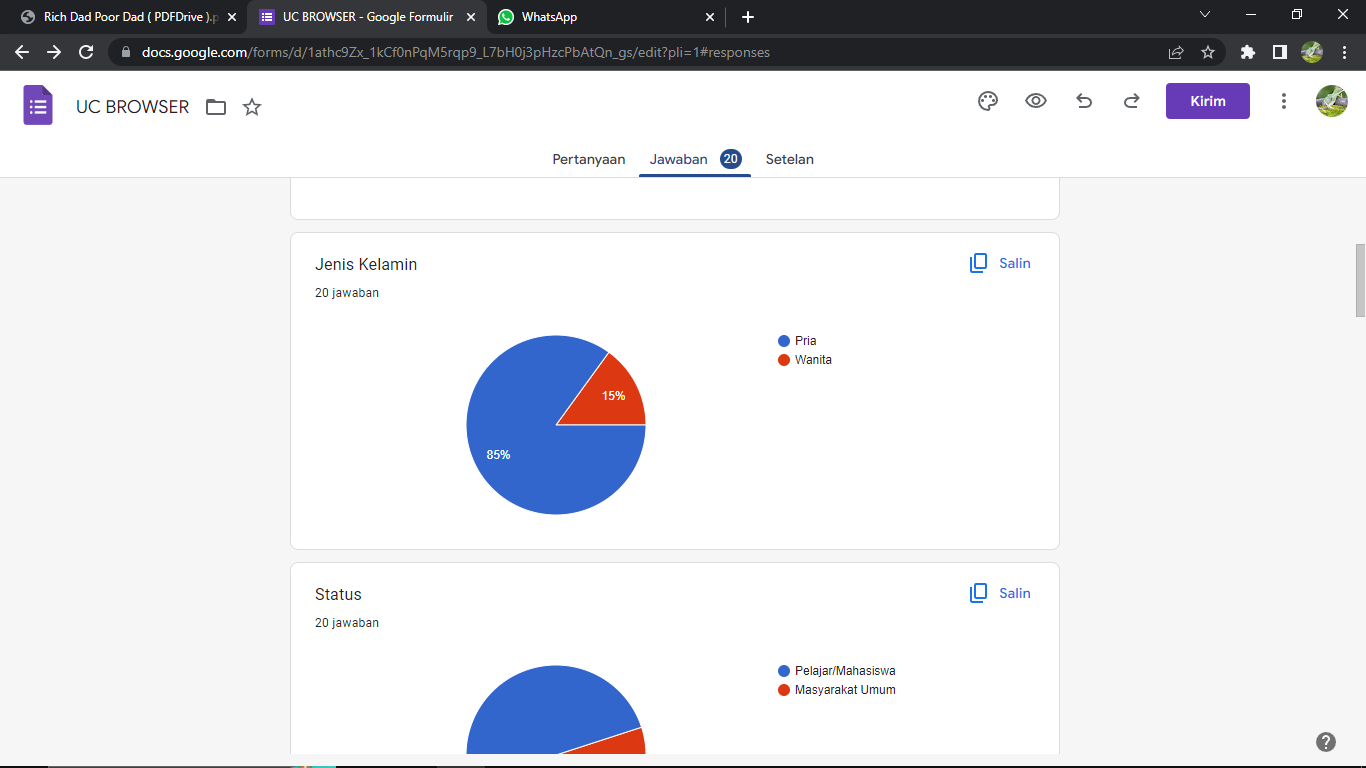 Rich Dad Poor Dad ( PDFDrive ).p
UC BROWSER - Google Formulir
WhatsApp
docs.google.com/forms/d/1athc9Zx_1kCf0nPqM5rqp9_L7bH0j3pHzcPbAtQn_gs/edit?pli=1#responses
UC BROWSER
Kirim
Pertanyaan
Jawaban 20
Setelan
Jenis Kelamin
Salin
20 jawaban
Pria
Wanita
15%
85%
Status
Salin
20 jawaban
Pelajar/Mahasiswa
Masyarakat Umum